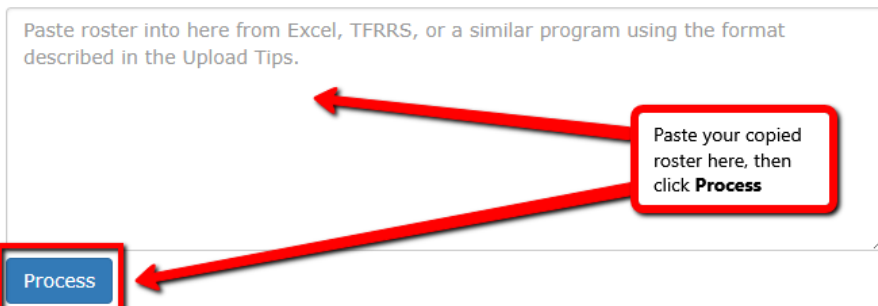 Paste roster into here from Excel, TFRRS, or a similar program using the format
described in the Upload Tips.
Paste your copied
roster here, then
click Process
Process